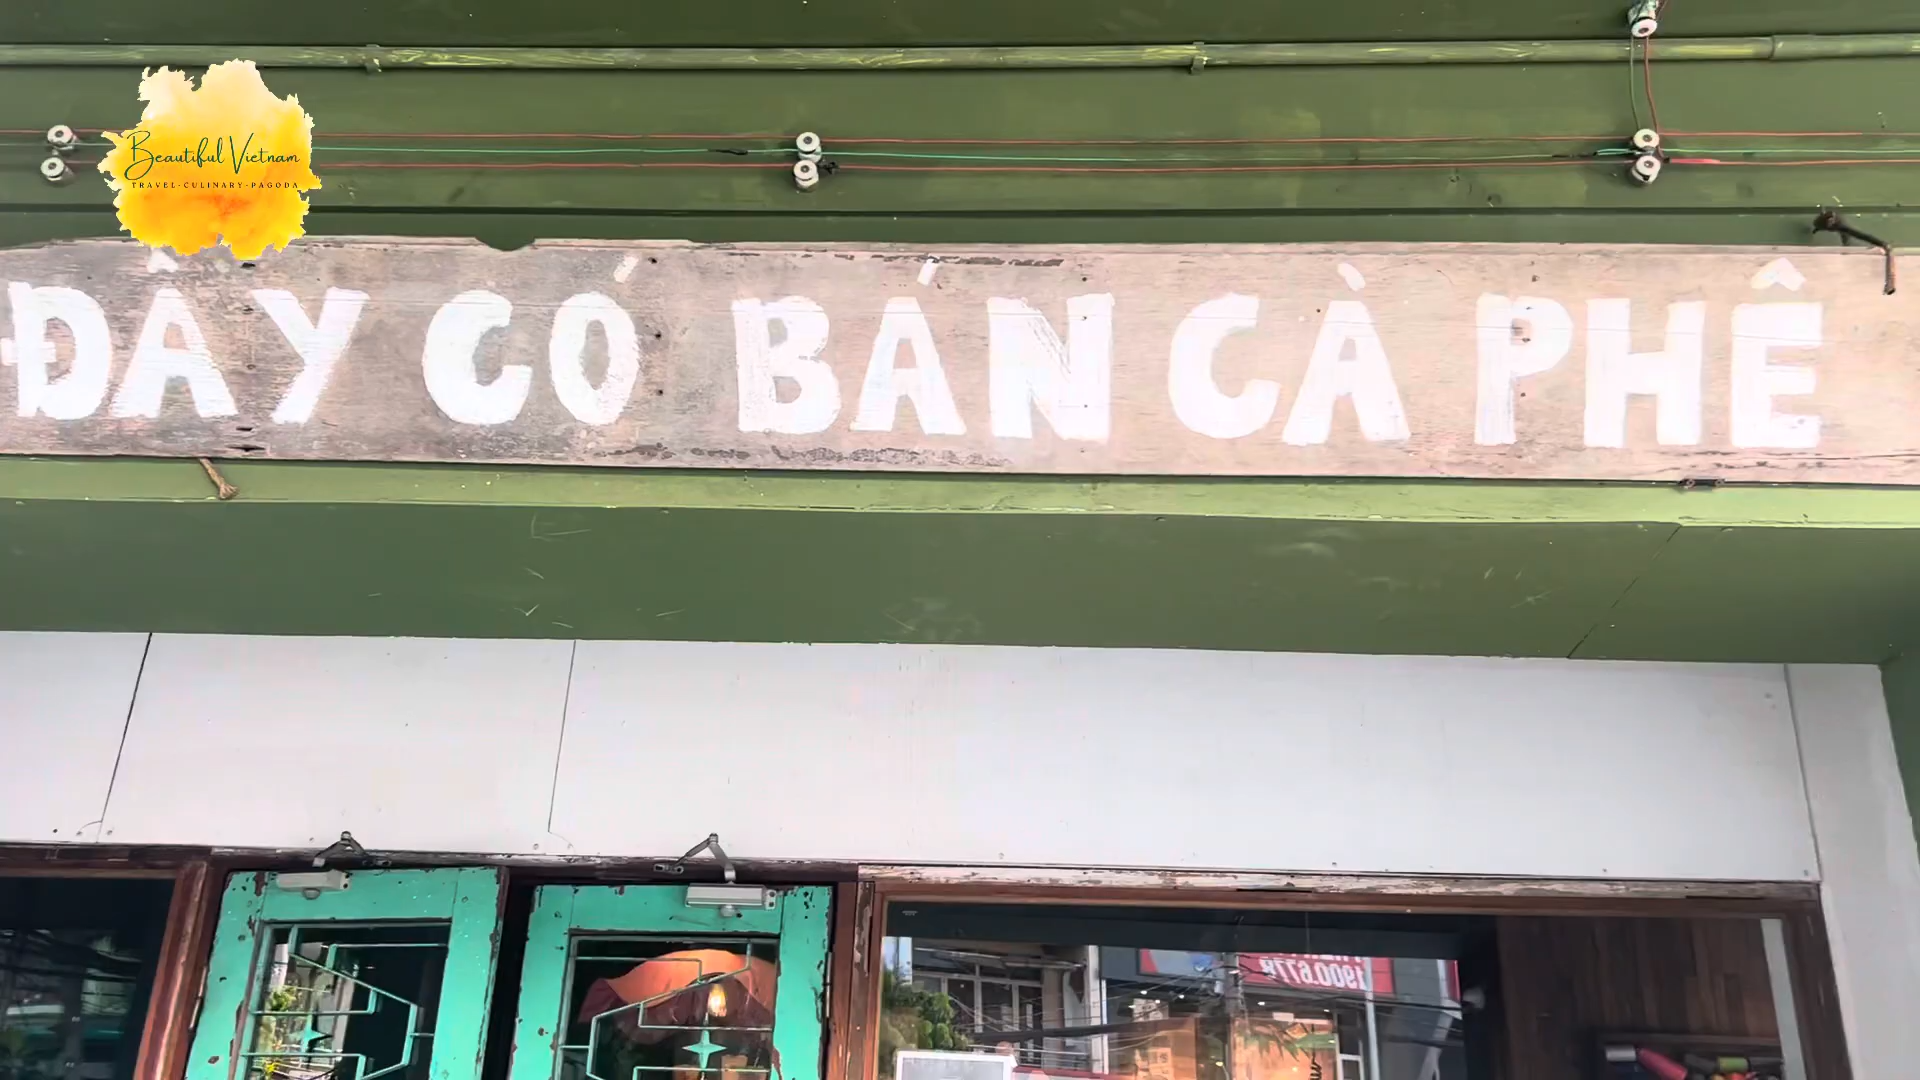 Beautiful Vietnam
TRAVEL-CULINARY-PAGODA
ĐÂY CÓ BÁN CÀ PHÊ